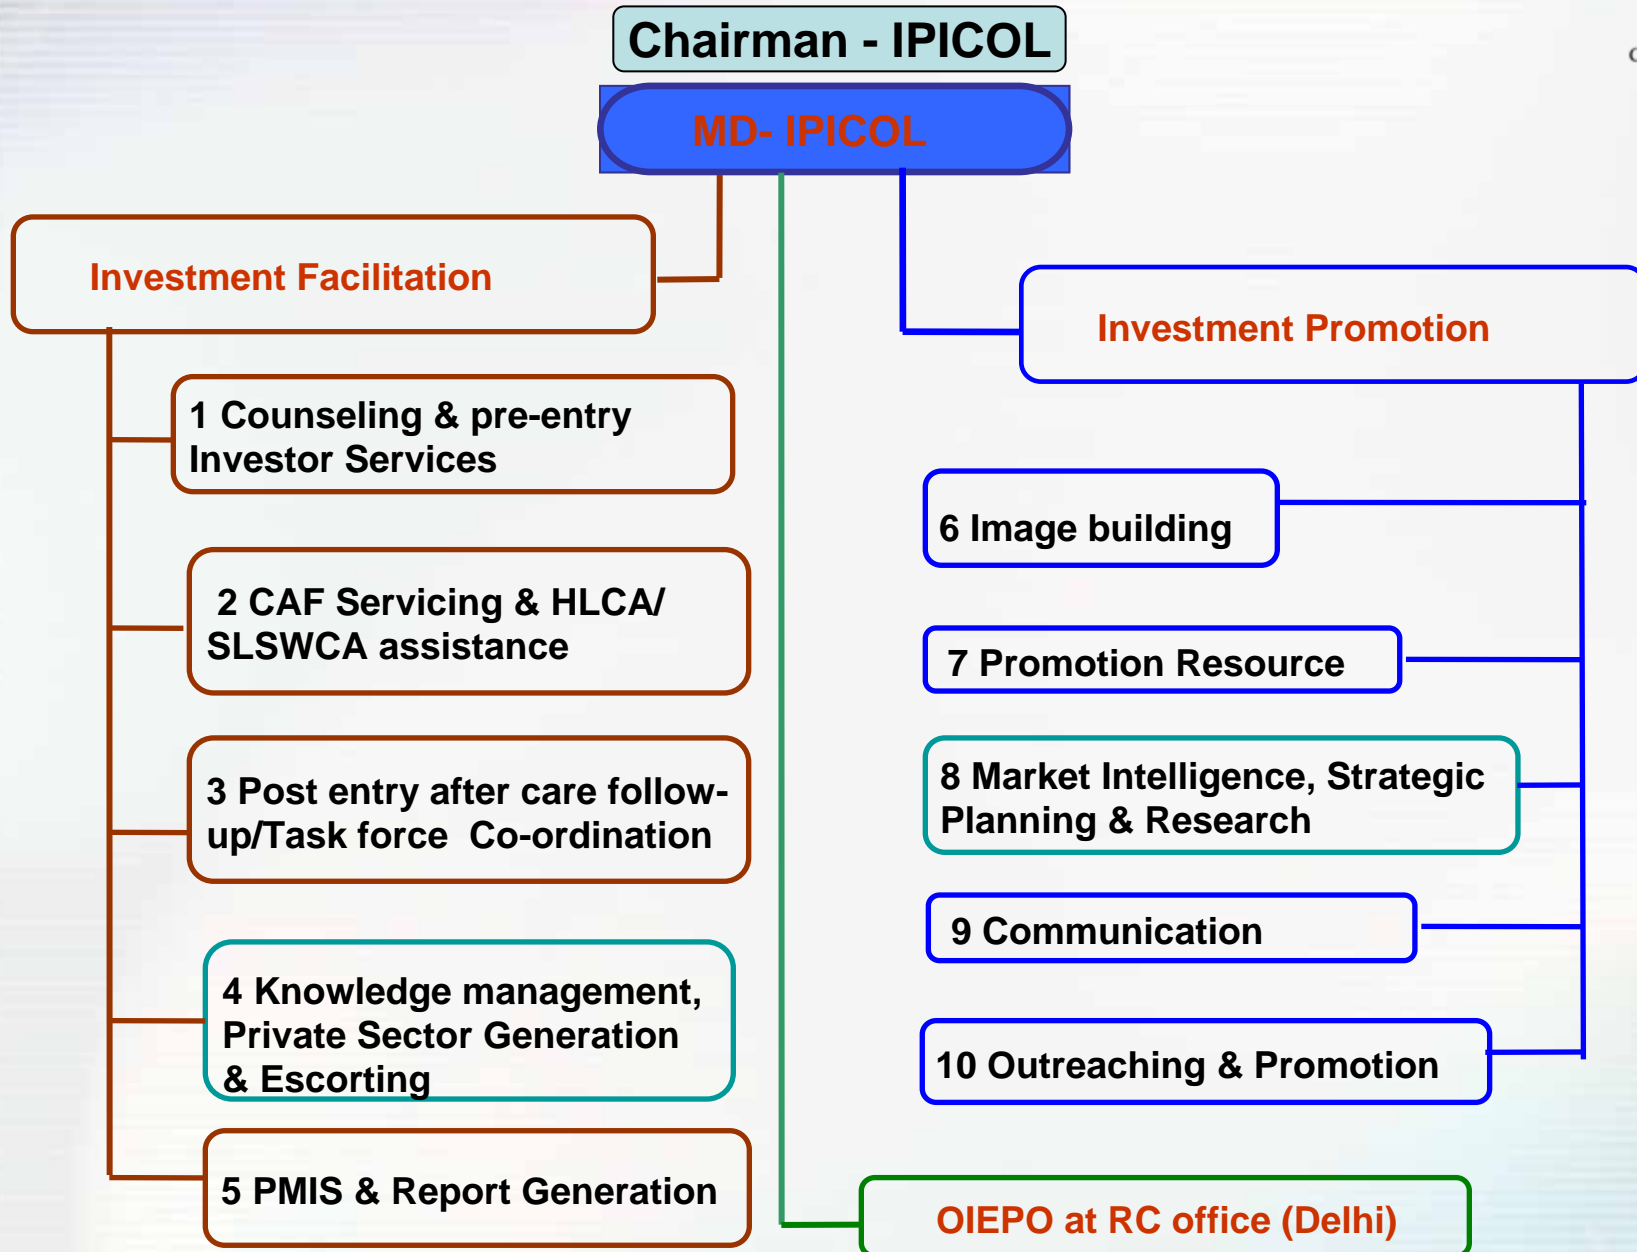 Chairman - IPICOL
MD- IPICOL
Investment Facilitation
Investment Promotion
1 Counseling & pre-entry
Investor Services
2 CAF Servicing & HLCA/
SLSWCA assistance
3 Post entry after care follow-
up/Task force Co-ordination
4 Knowledge management,
Private Sector Generation
& Escorting
5 PMIS & Report Generation
6 Image building
7 Promotion Resource
8 Market Intelligence, Strategic
Planning & Research
9 Communication
10 Outreaching & Promotion
OIEPO at RC office (Delhi)